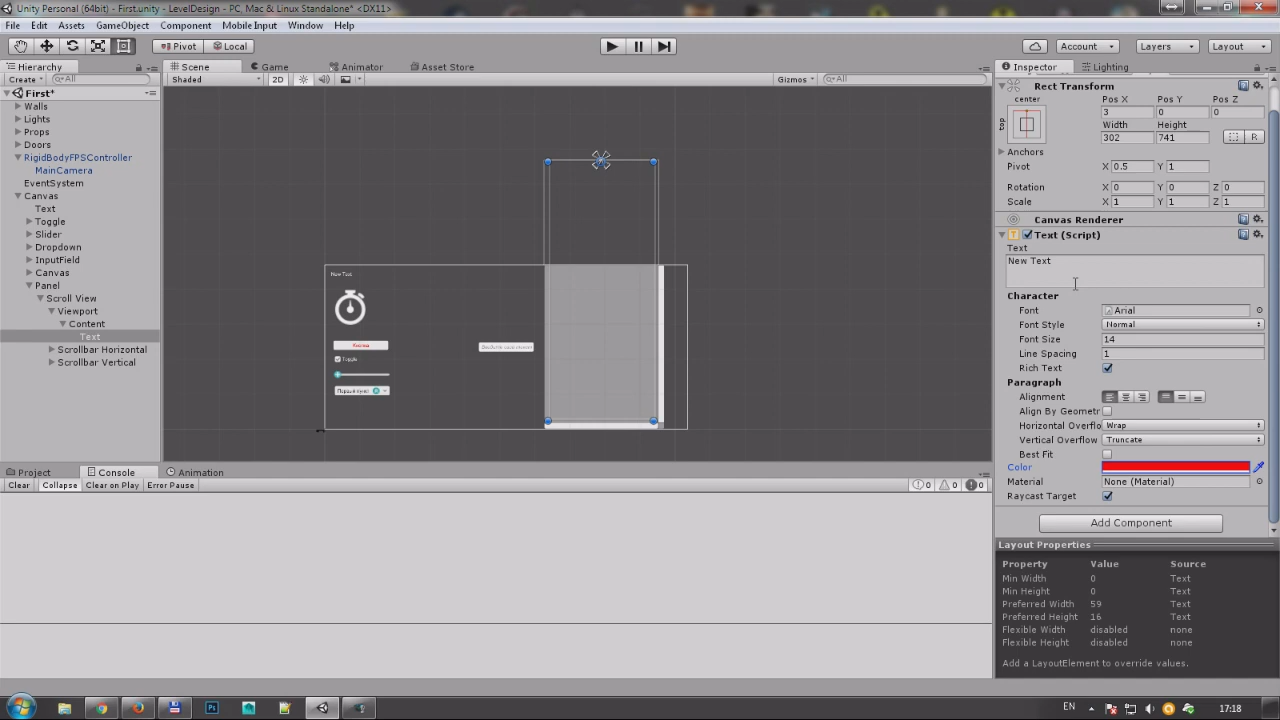 Unity Personal (64bit) - First.unity - LevelDesign - PC, Mac & Linux Standalone* <DX11>
File Edit Assets GameObject Component Mobile Input Window Help
Pivot Local Account Layers Layout
Hierarchy
Create All
First*
Walls
Lights
Props
Doors
RigidBodyFPSController
MainCamera
EventSystem
Canvas
Text
Toggle
Slider
Dropdown
InputField
Canvas
Panel
Scroll View
Viewport
Content
Text
Scrollbar Horizontal
Scrollbar Vertical
Scene Game Animator Asset Store
Shaded 2D Gizmos All
New Text
Кнопка
Toggle
Inspector Lighting
Rect Transform
center
top
Pos X Pos Y Pos Z
3 0 0
Width Height
302 741
R
Anchors
Pivot X 0.5 Y 1
Rotation X 0 Y 0 Z 0
Scale X 1 Y 1 Z 1
Canvas Renderer
Text (Script)
Text
New Text
Character
Font Arial
Font Style Normal
Font Size 14
Line Spacing 1
Rich Text
Paragraph
Alignment
Align By Geometr
Horizontal Overflo Wrap
Vertical Overflow Truncate
Best Fit
Color
Material None (Material)
Raycast Target
Add Component
Layout Properties
Property Value Source
Min Width 0 Text
Min Height 0 Text
Preferred Width 59 Text
Preferred Height 16 Text
Flexible Width disabled none
Flexible Height disabled none
Add a LayoutElement to override values.
Project Console Animation
Clear Collapse Clear on Play Error Pause 0 0 0
EN 17:18